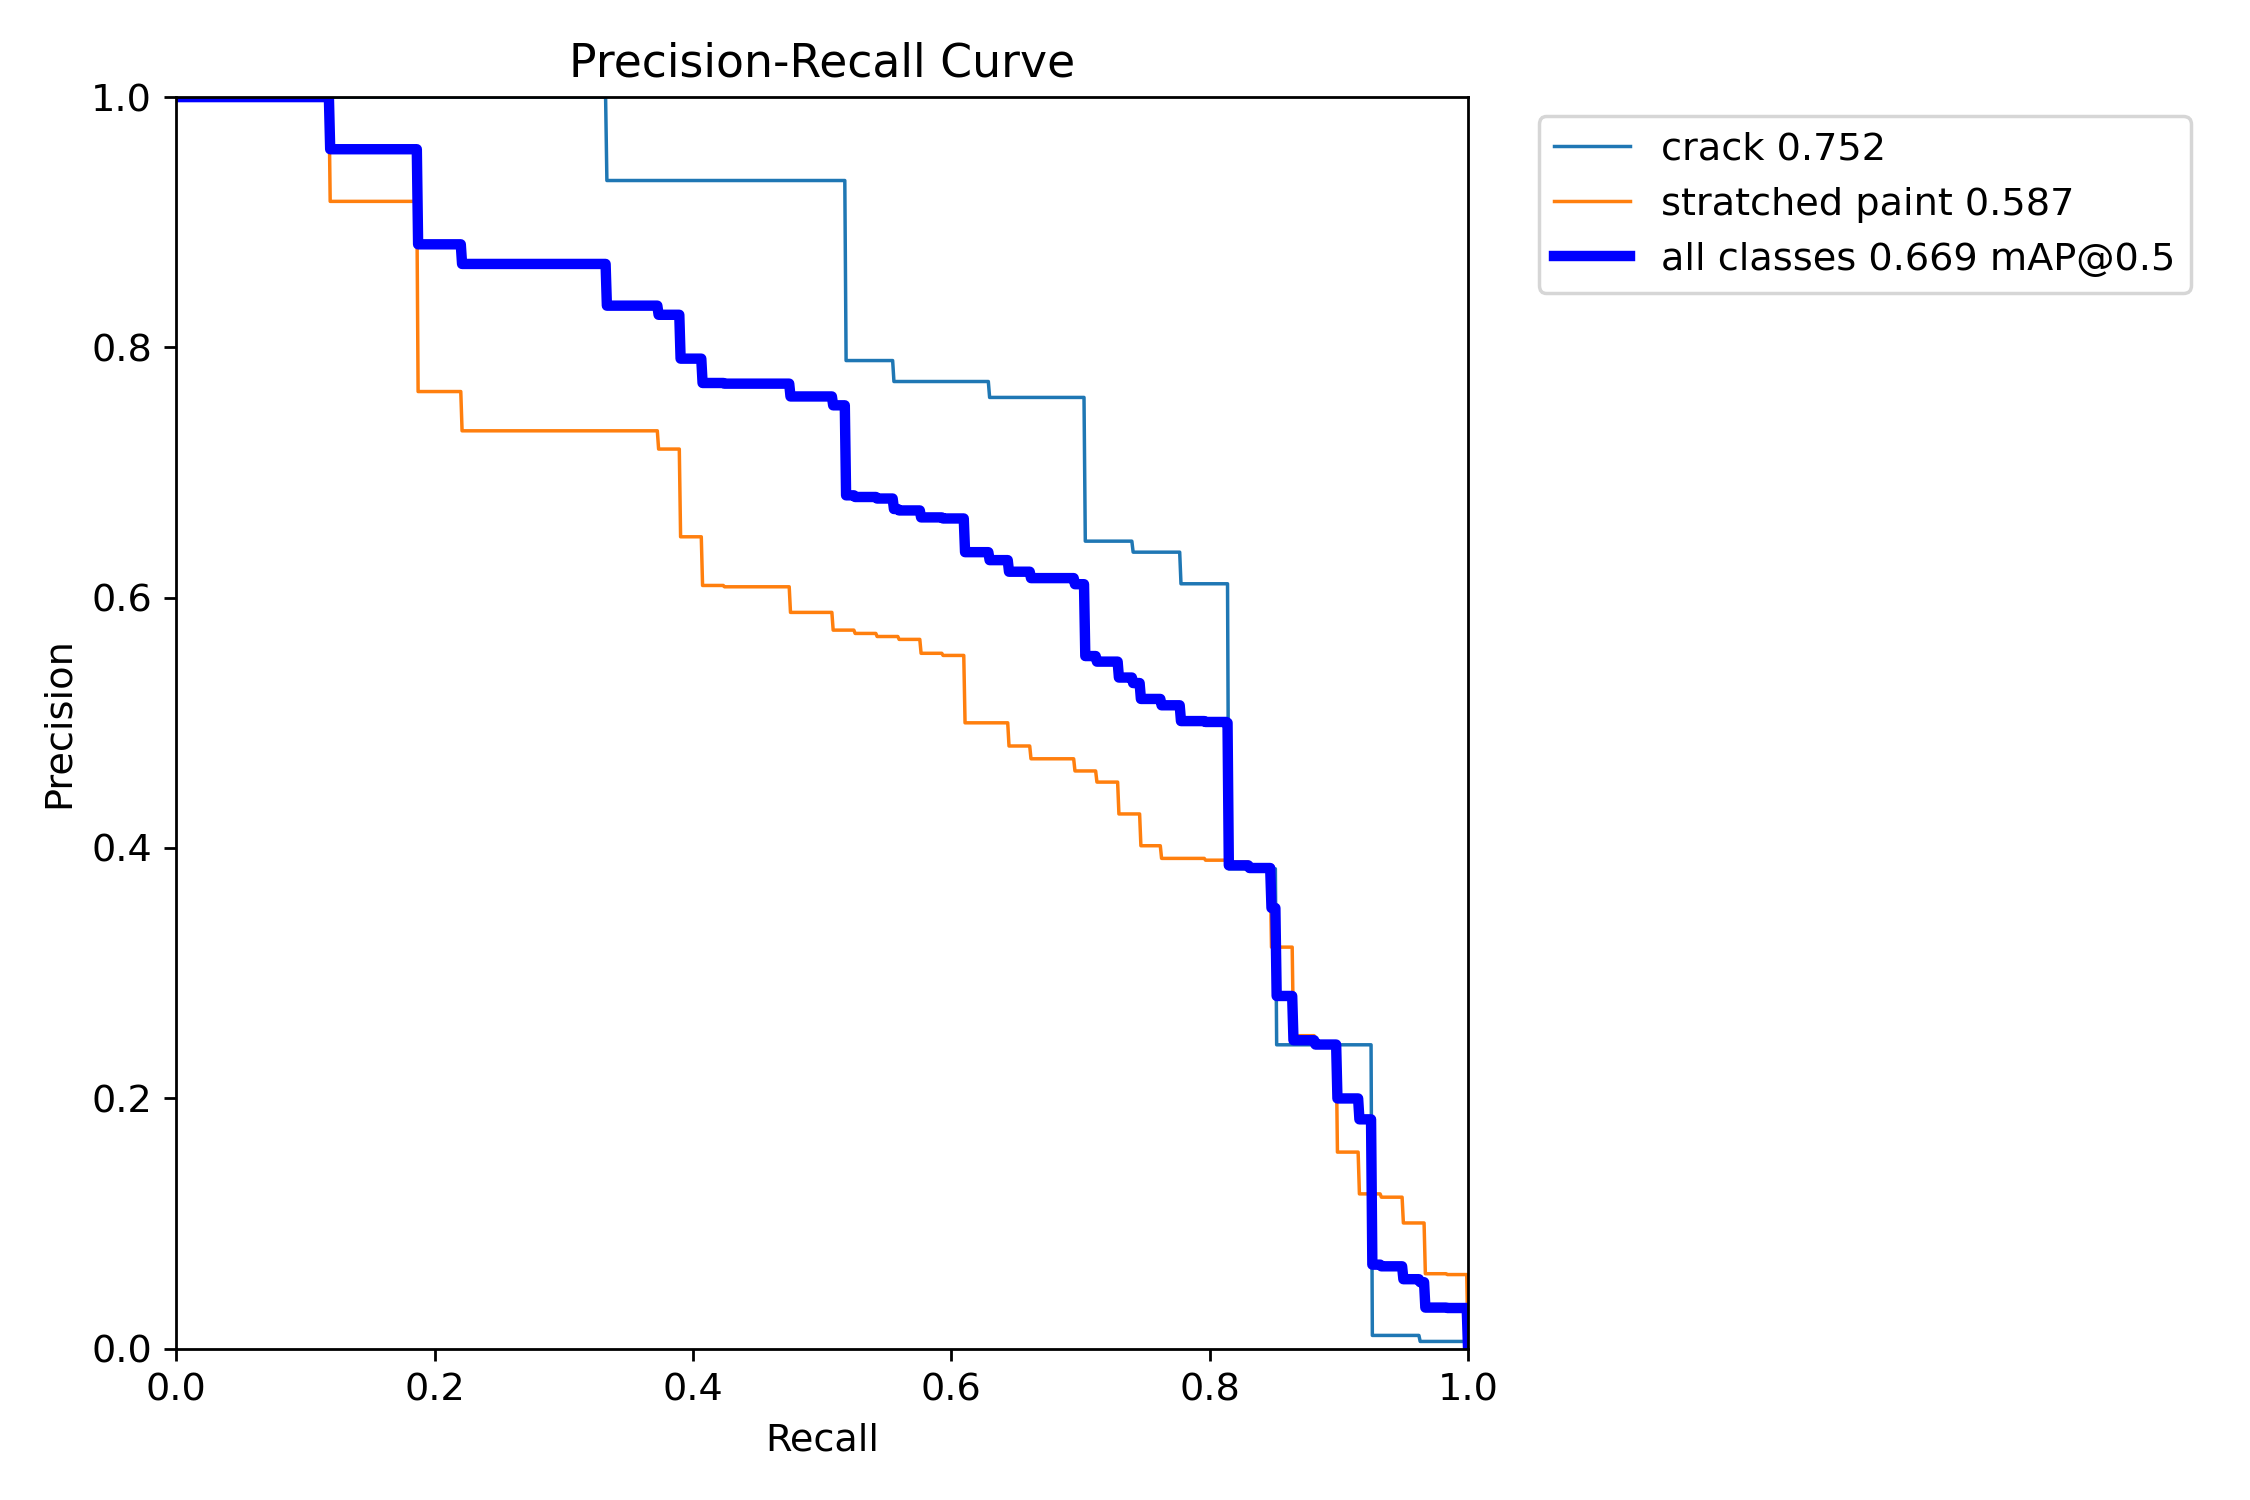 Precision-Recall Curve
1.0
0.8
0.6
0.4
0.2
0.0
Precision
0.0 0.2 0.4 0.6 0.8 1.0
Recall
crack 0.752
stratched paint 0.587
all classes 0.669 mAP@0.5